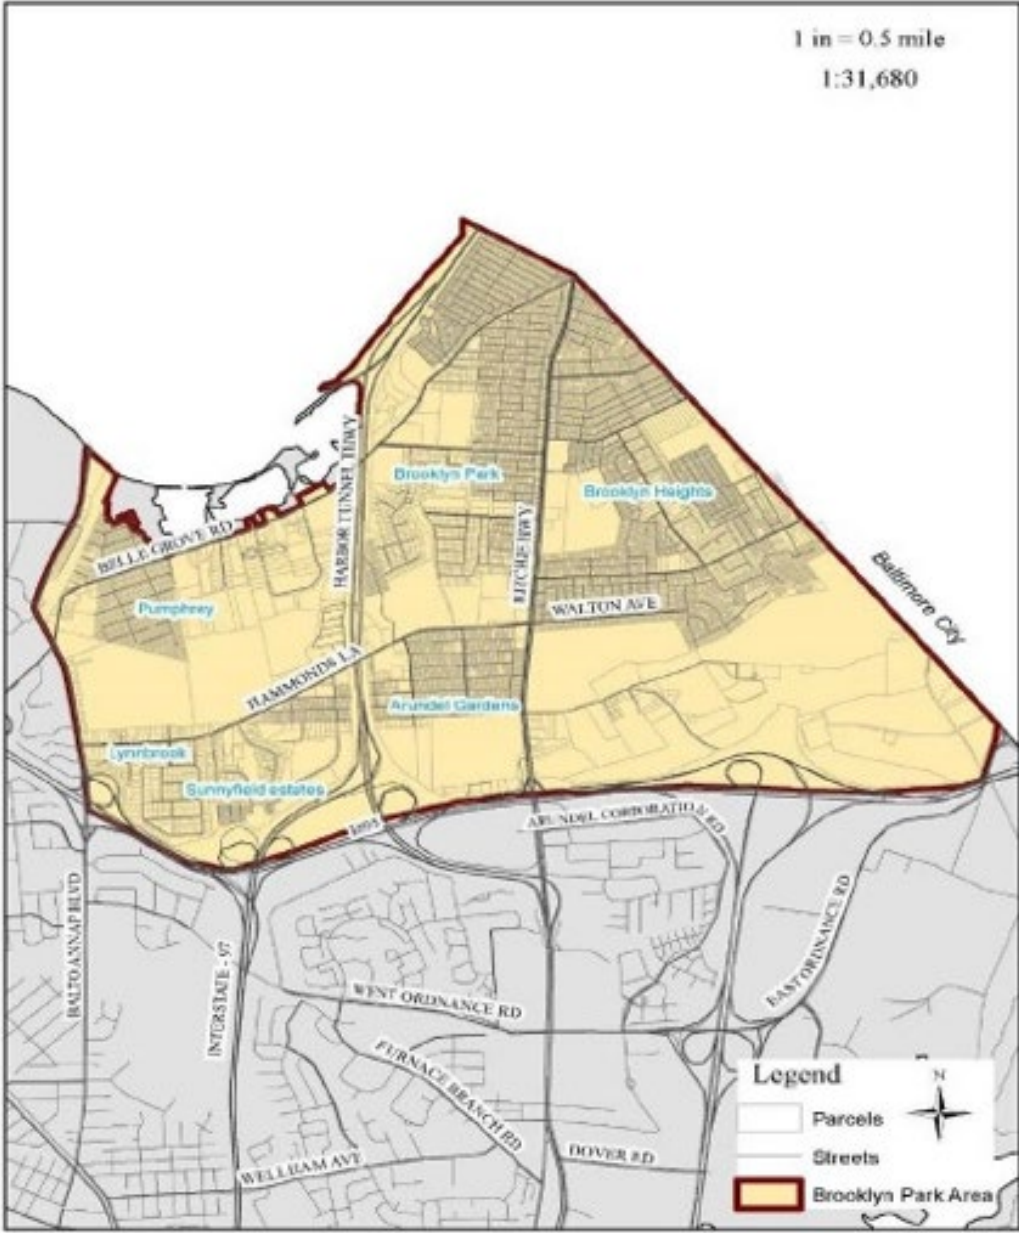 1 in = 0.5 mile
1:31,680
HARBOR TUNNEL THWY
Brooklyn Park
Brooklyn Heights
RITCHIE HWY
BELLE GROVE RD
Baltimore City
Pumphrey
WALTON AVE
HAMMONDS LA
Arundel Gardens
Lynnbrook
Sunnyfield estates
I695
ARUNDEL CORPORATION RD
BALTO ANNAP BLVD
INTERSTATE - 97
EAST ORDNANCE RD
WEST ORDNANCE RD
FURNACE BRANCH RD
WELLHAM AVE
DOVER RD
Legend
N
Parcels
Streets
Brooklyn Park Area